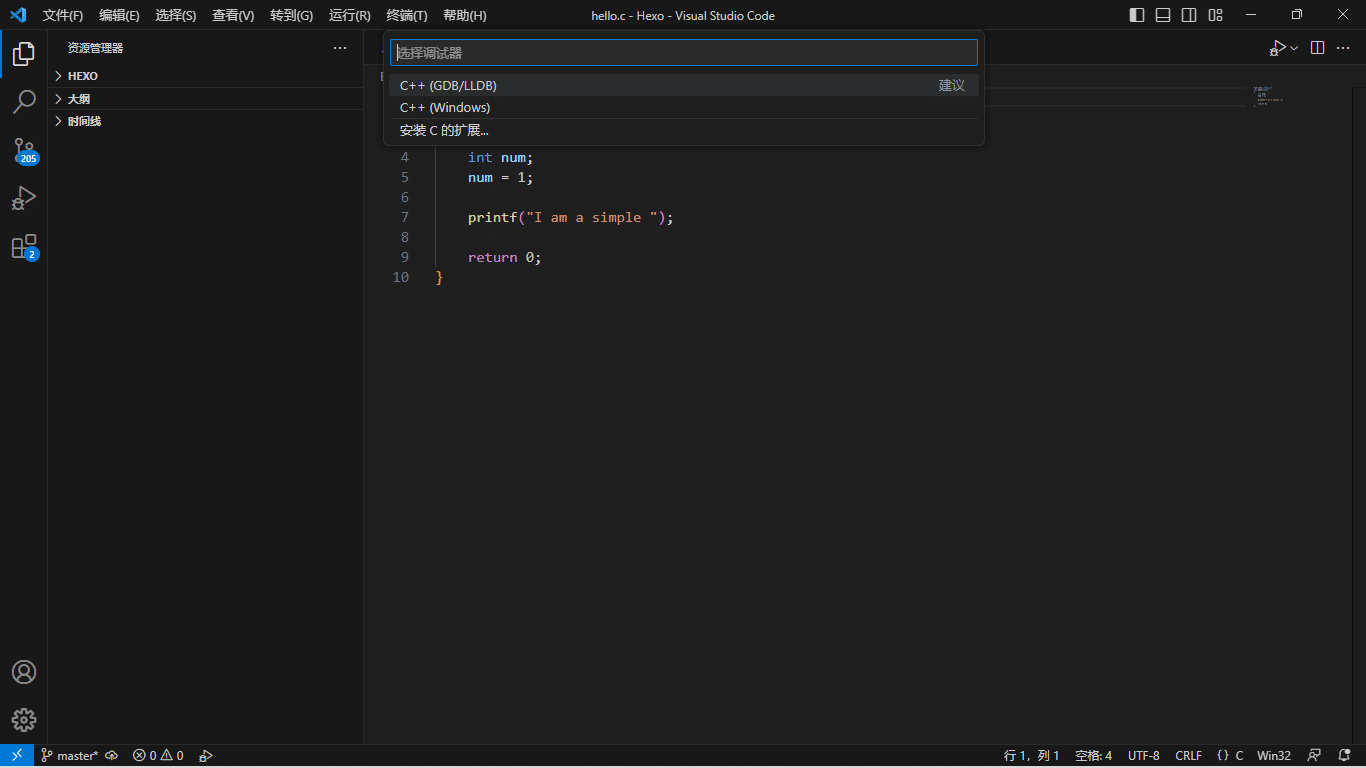 文件(F) 编辑(E) 选择(S) 查看(V) 转到(G) 运行(R) 终端(T) 帮助(H) hello.c - Hexo - Visual Studio Code
资源管理器
HEXO
大纲
时间线
205
2
选择调试器
C++ (GDB/LLDB) 建议
C++ (Windows)
安装 C 的扩展...
4 int num;
5 num = 1;
6
7 printf("I am a simple ");
8
9 return 0;
10 }
master* 0 0 行 1，列 1 空格: 4 UTF-8 CRLF {} C Win32